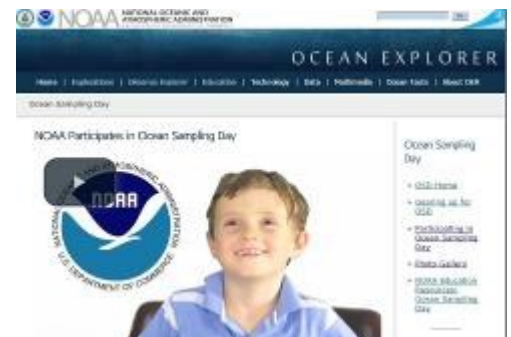 NOAA NATIONAL OCEANIC AND
ATMOSPHERIC ADMINISTRATION
OCEAN EXPLORER
Home | Explorations | Okeanos Explorer | Education | Technology | Data | Multimedia | Ocean Facts | About OER
Ocean Sampling Day
NOAA Participates in Ocean Sampling Day
NATIONAL OCEANIC AND ATMOSPHERIC ADMINISTRATION
NOAA
U.S. DEPARTMENT OF COMMERCE
Ocean Sampling
Day
OSD Home
Gearing up for
OSD
Participating in
Ocean Sampling
Day
Photo Gallery
NOAA Education
Resources:
Ocean Sampling
Day